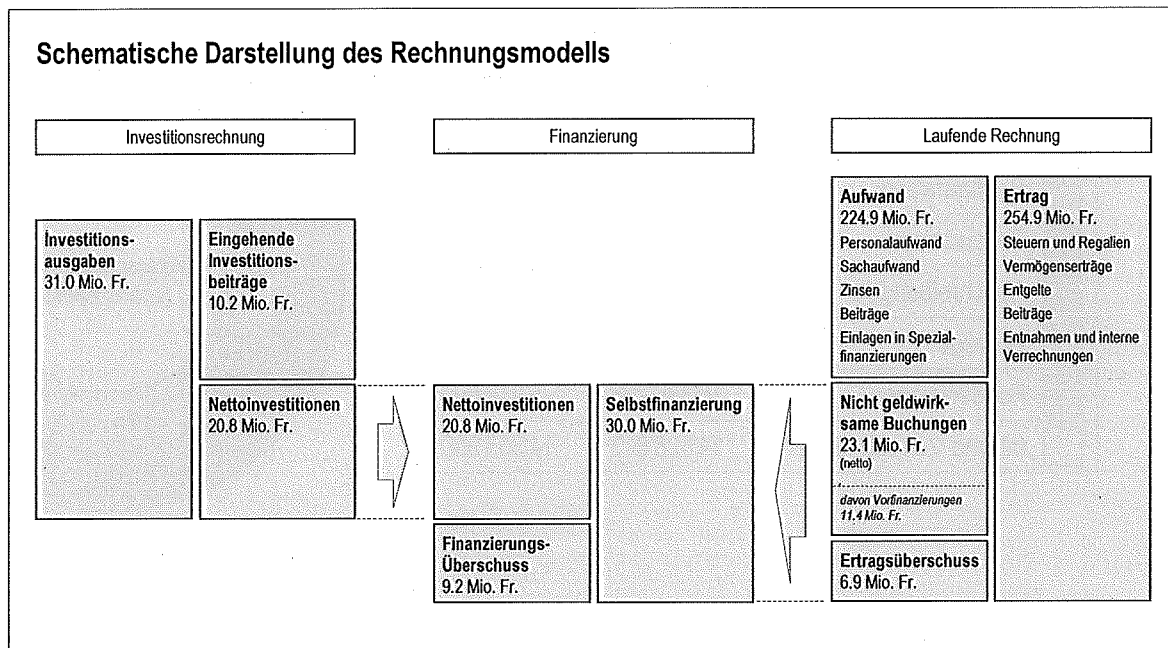 Schematische Darstellung des Rechnungsmodells
Investitionsrechnung
Investitions-
ausgaben
31.0 Mio. Fr.
Eingehende
Investitions-
beiträge
10.2 Mio. Fr.
Nettoinvestitionen
20.8 Mio. Fr.
Finanzierung
Nettoinvestitionen
20.8 Mio. Fr.
Finanzierungs-
Überschuss
9.2 Mio. Fr.
Selbstfinanzierung
30.0 Mio. Fr.
Laufende Rechnung
Aufwand
224.9 Mio. Fr.
Personalaufwand
Sachaufwand
Zinsen
Beiträge
Einlagen in Spezial-
finanzierungen
Nicht geldwirk-
same Buchungen
23.1 Mio. Fr.
(netto)
davon Vorfinanzierungen
11.4 Mio. Fr.
Ertragsüberschuss
6.9 Mio. Fr.
Ertrag
254.9 Mio. Fr.
Steuern und Regalien
Vermögenserträge
Entgelte
Beiträge
Entnahmen und interne
Verrechnungen